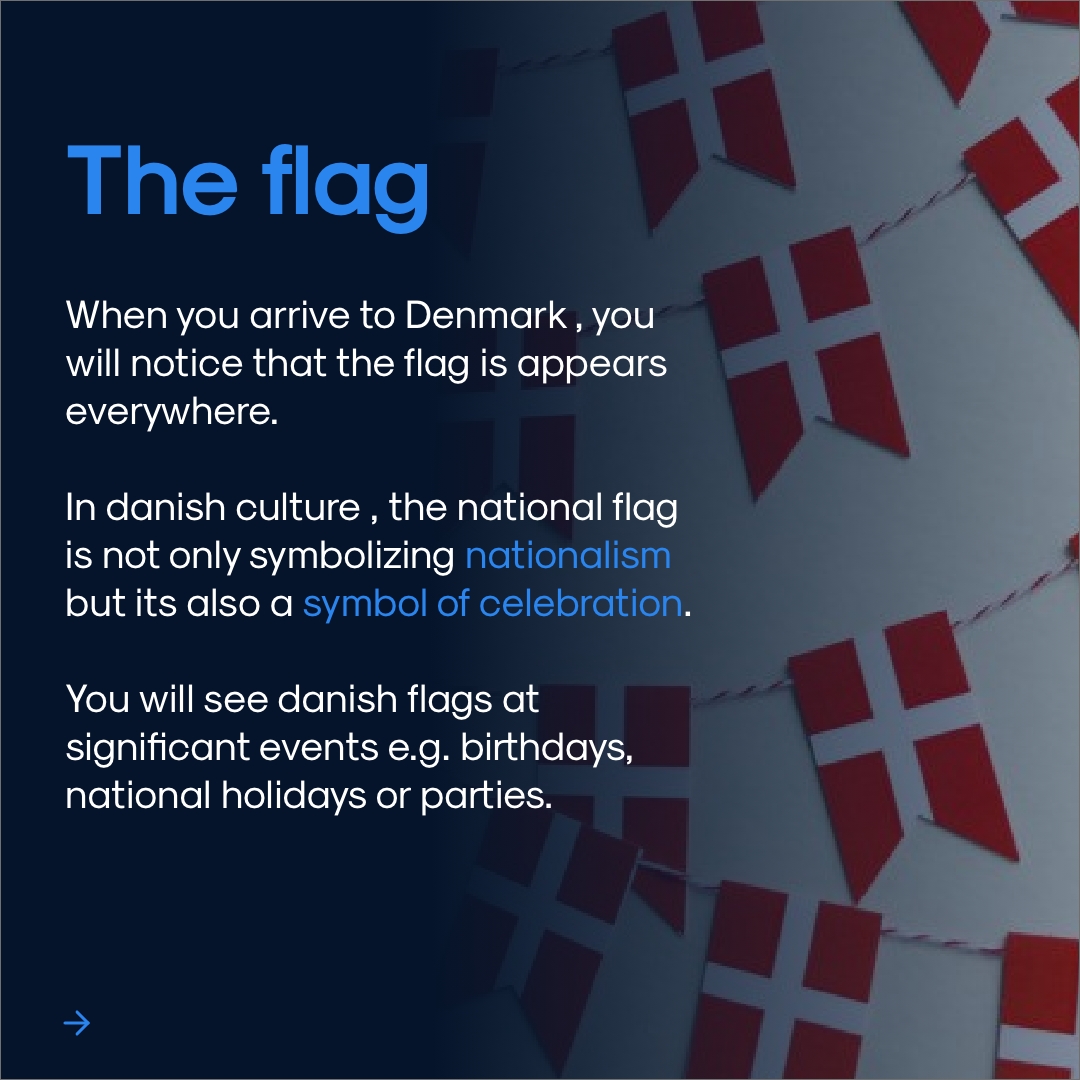 The flag
When you arrive to Denmark , you
will notice that the flag is appears
everywhere.
In danish culture , the national flag
is not only symbolizing nationalism
but its also a symbol of celebration.
You will see danish flags at
significant events e.g. birthdays,
national holidays or parties.